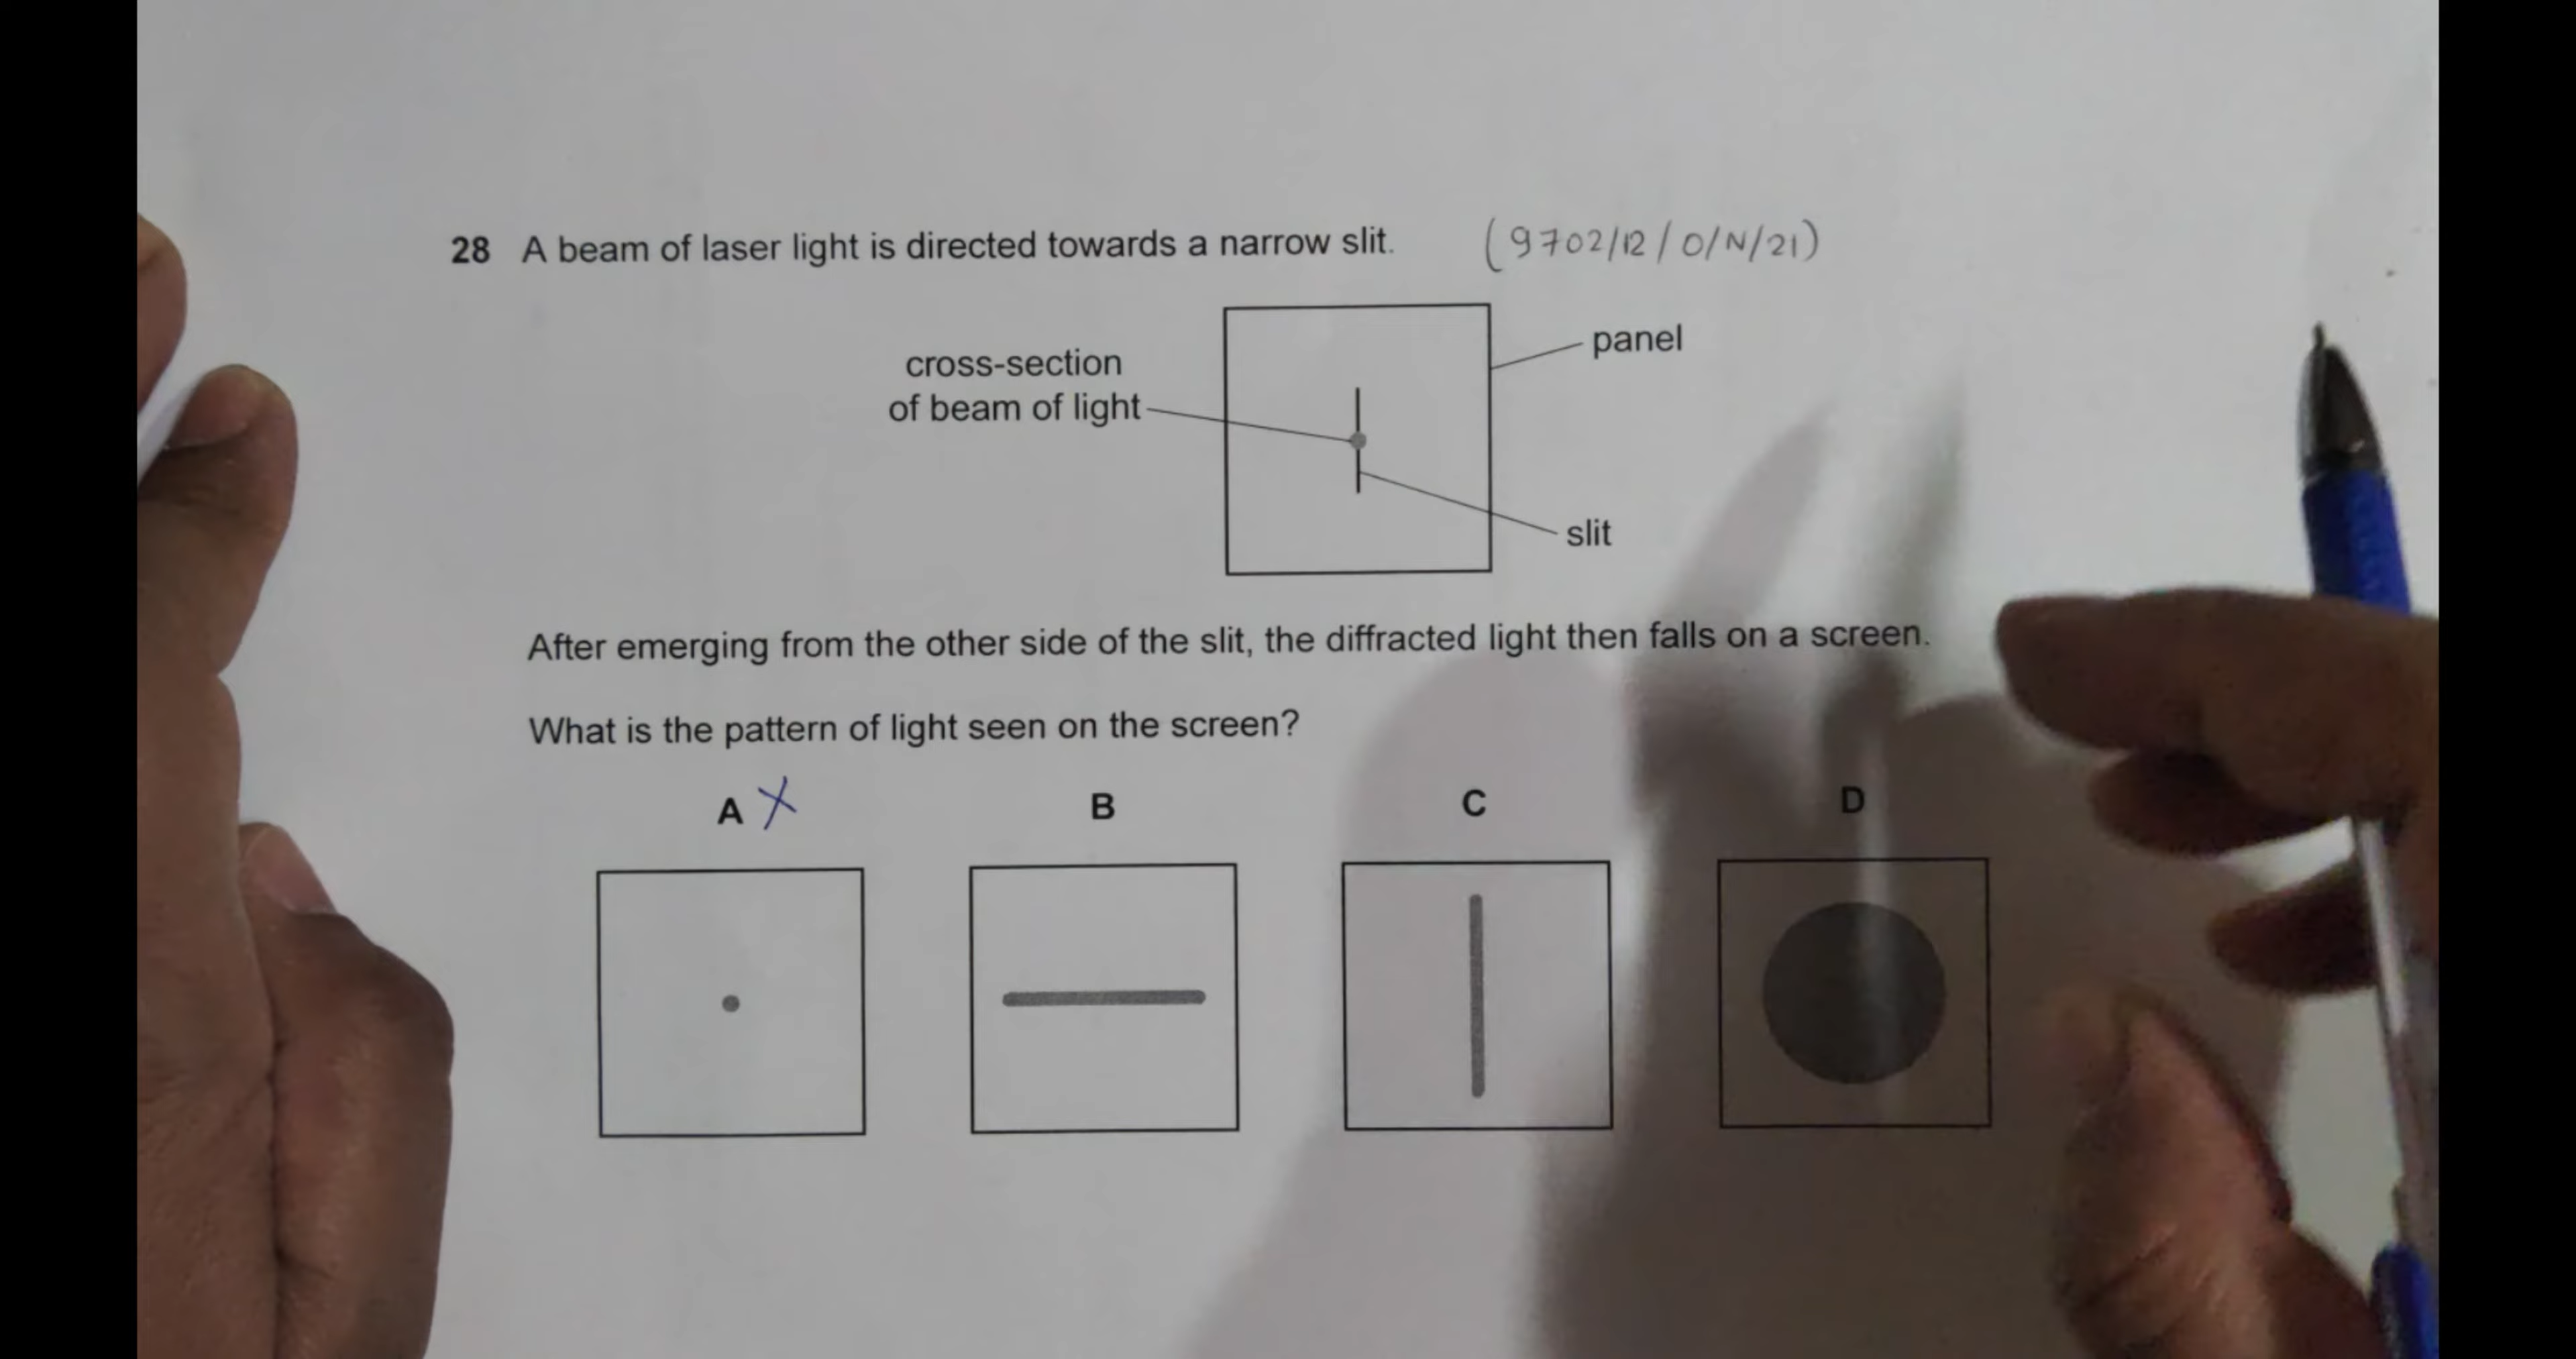 28 A beam of laser light is directed towards a narrow slit. (9702/12/O/N/21)
panel
cross-section
of beam of light
slit
After emerging from the other side of the slit, the diffracted light then falls on a screen.
What is the pattern of light seen on the screen?
A X B C D